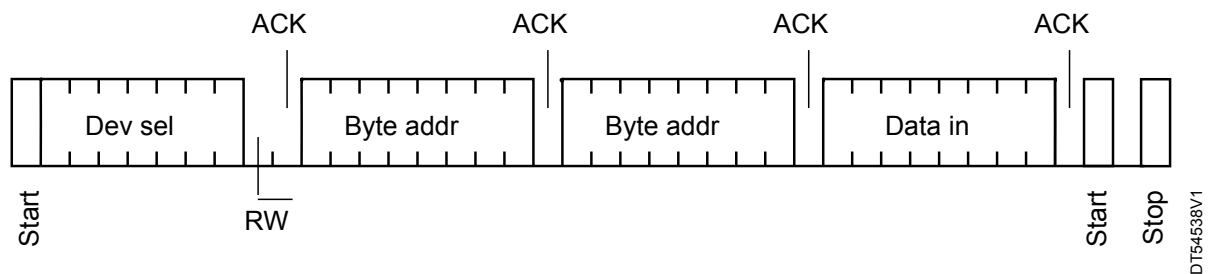 ACK ACK ACK ACK
Dev sel Byte addr Byte addr Data in
Start RW Start Stop
DT54538V1